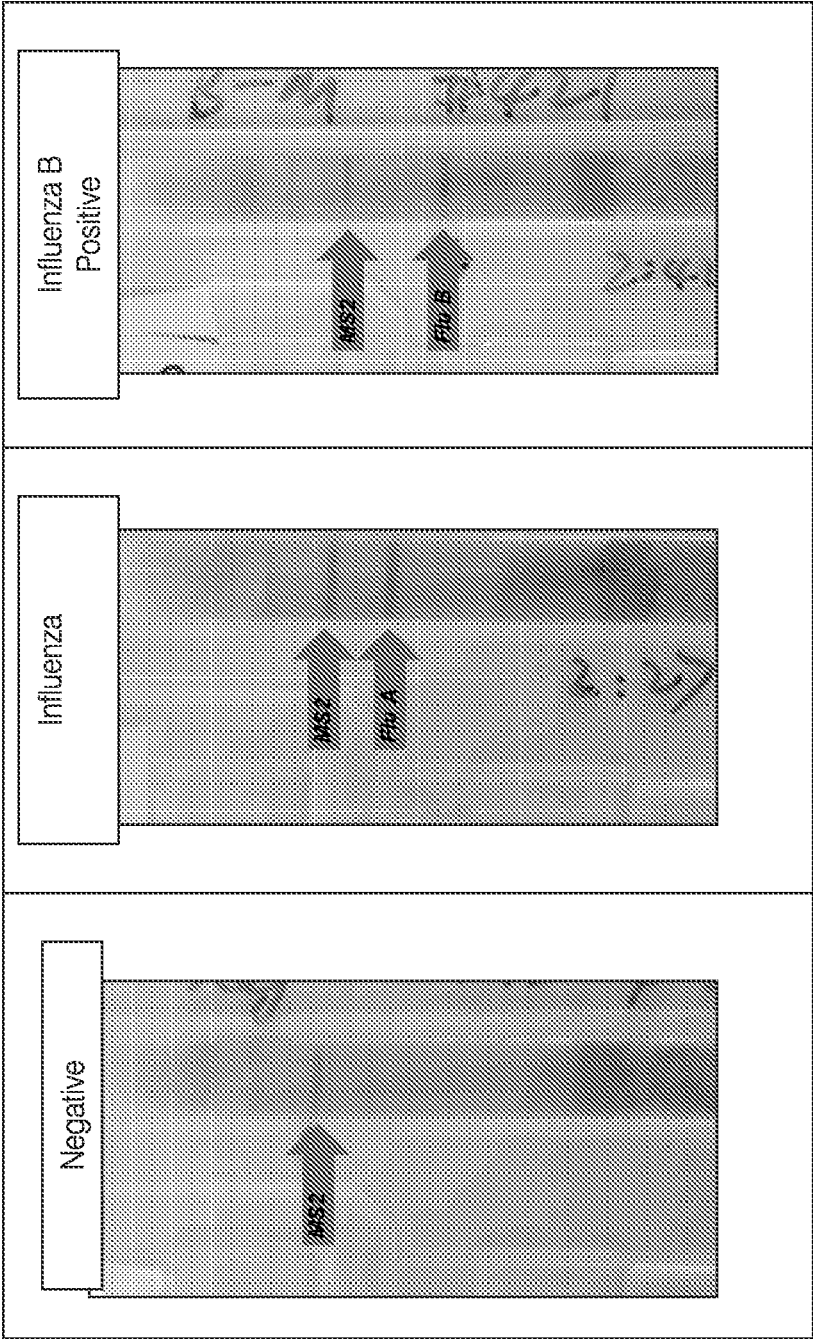 Negative
MS2
Influenza
MS2
Flu A
Influenza B
Positive
MS2
Flu B